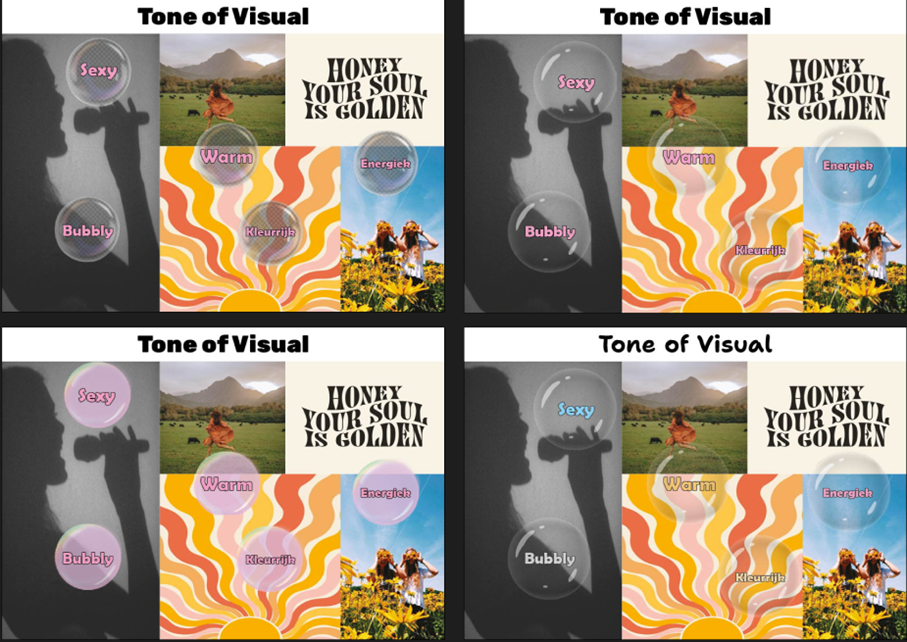 Tone of Visual
Sexy
HONEY
YOUR SOUL
IS GOLDEN
Warm
Energiek
Bubbly
Kleurrijk
Tone of Visual
Sexy
HONEY
YOUR SOUL
IS GOLDEN
Warm
Energiek
Bubbly
Kleurrijk
Tone of Visual
Sexy
HONEY
YOUR SOUL
IS GOLDEN
Warm
Energiek
Bubbly
Kleurrijk
Tone of Visual
Sexy
HONEY
YOUR SOUL
IS GOLDEN
Warm
Energiek
Bubbly
Kleurrijk